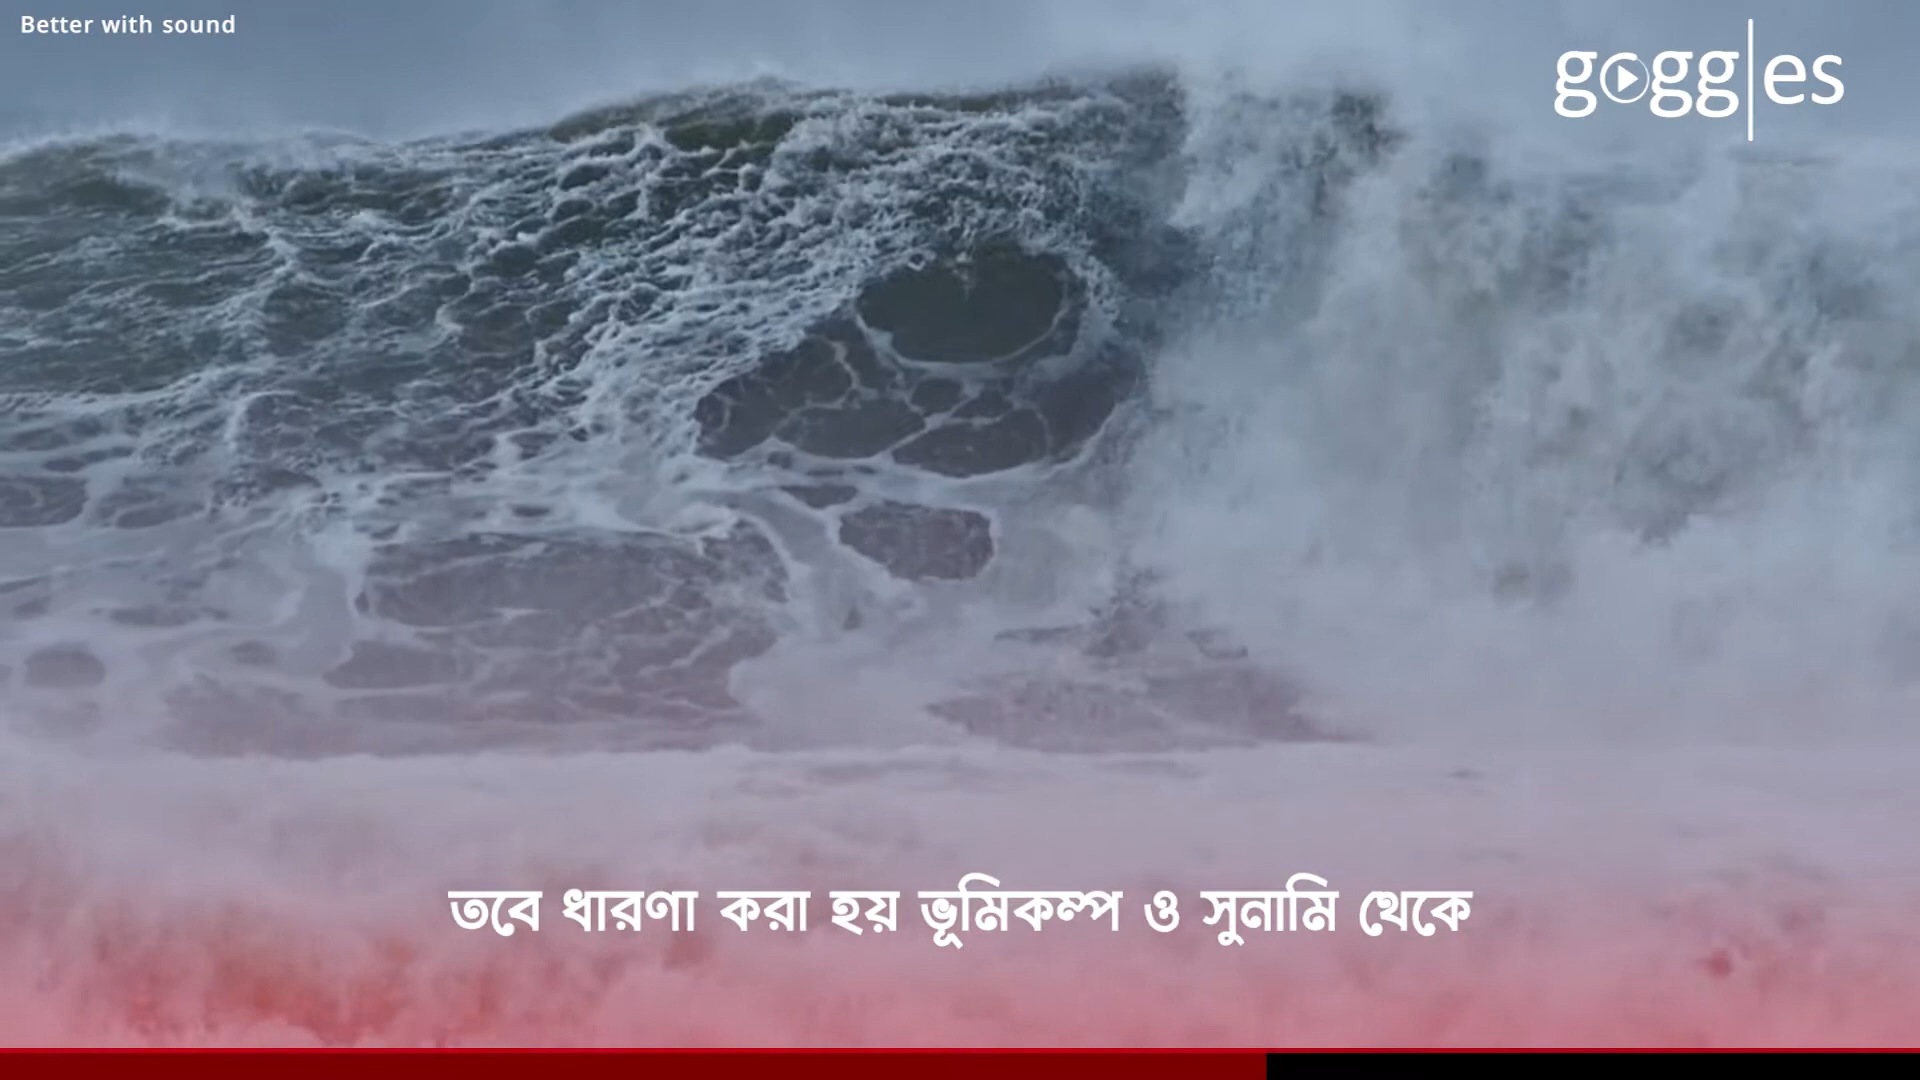 Better with sound
goggles
তবে ধারণা করা হয় ভূমিকম্প ও সুনামি থেকে